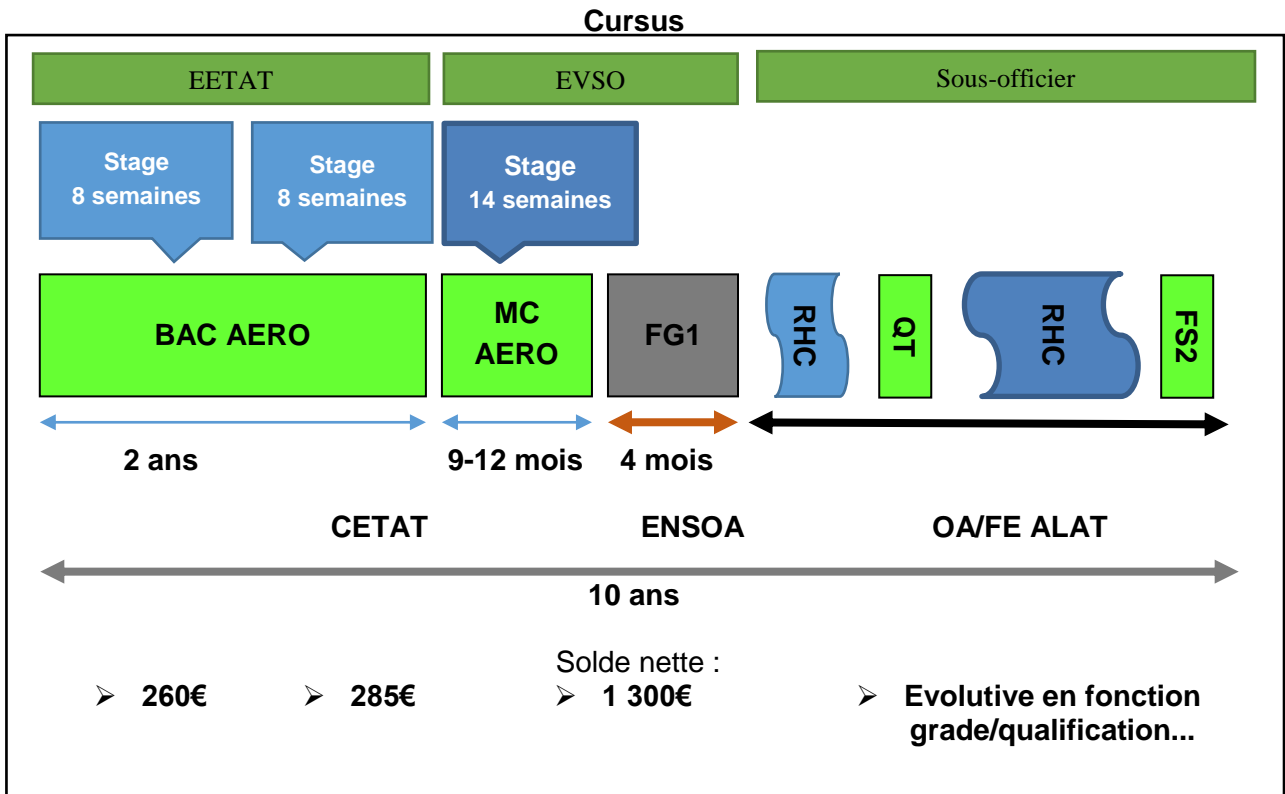 Cursus
EETAT
EVSO
Sous-officier
Stage
8 semaines
Stage
8 semaines
Stage
14 semaines
BAC AERO
MC
AERO
FG1
RHC
QT
RHC
FS2
2 ans
9-12 mois
4 mois
CETAT
ENSOA
OA/FE ALAT
10 ans
Solde nette :
➢ 260€
➢ 285€
➢ 1 300€
➢ Evolutive en fonction
grade/qualification...